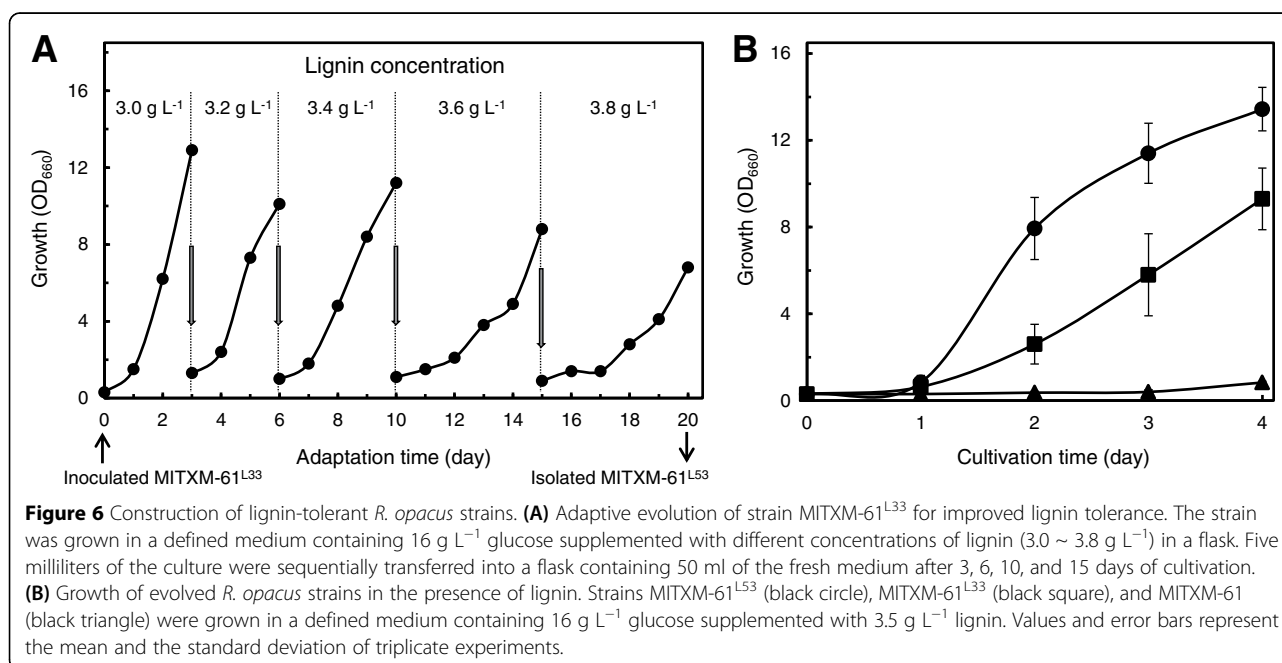 A
Lignin concentration
3.0 g L-1 3.2 g L-1 3.4 g L-1 3.6 g L-1 3.8 g L-1
16
12
8
4
0
Growth (OD660)
0 2 4 6 8 10 12 14 16 18 20
Adaptation time (day)
Inoculated MITXM-61L33
Isolated MITXM-61L53
B
16
12
8
4
0
Growth (OD660)
0 1 2 3 4
Cultivation time (day)
Figure 6 Construction of lignin-tolerant R. opacus strains. (A) Adaptive evolution of strain MITXM-61L33 for improved lignin tolerance. The strain
was grown in a defined medium containing 16 g L−1 glucose supplemented with different concentrations of lignin (3.0 ~ 3.8 g L−1) in a flask. Five
milliliters of the culture were sequentially transferred into a flask containing 50 ml of the fresh medium after 3, 6, 10, and 15 days of cultivation.
(B) Growth of evolved R. opacus strains in the presence of lignin. Strains MITXM-61L53 (black circle), MITXM-61L33 (black square), and MITXM-61
(black triangle) were grown in a defined medium containing 16 g L−1 glucose supplemented with 3.5 g L−1 lignin. Values and error bars represent
the mean and the standard deviation of triplicate experiments.